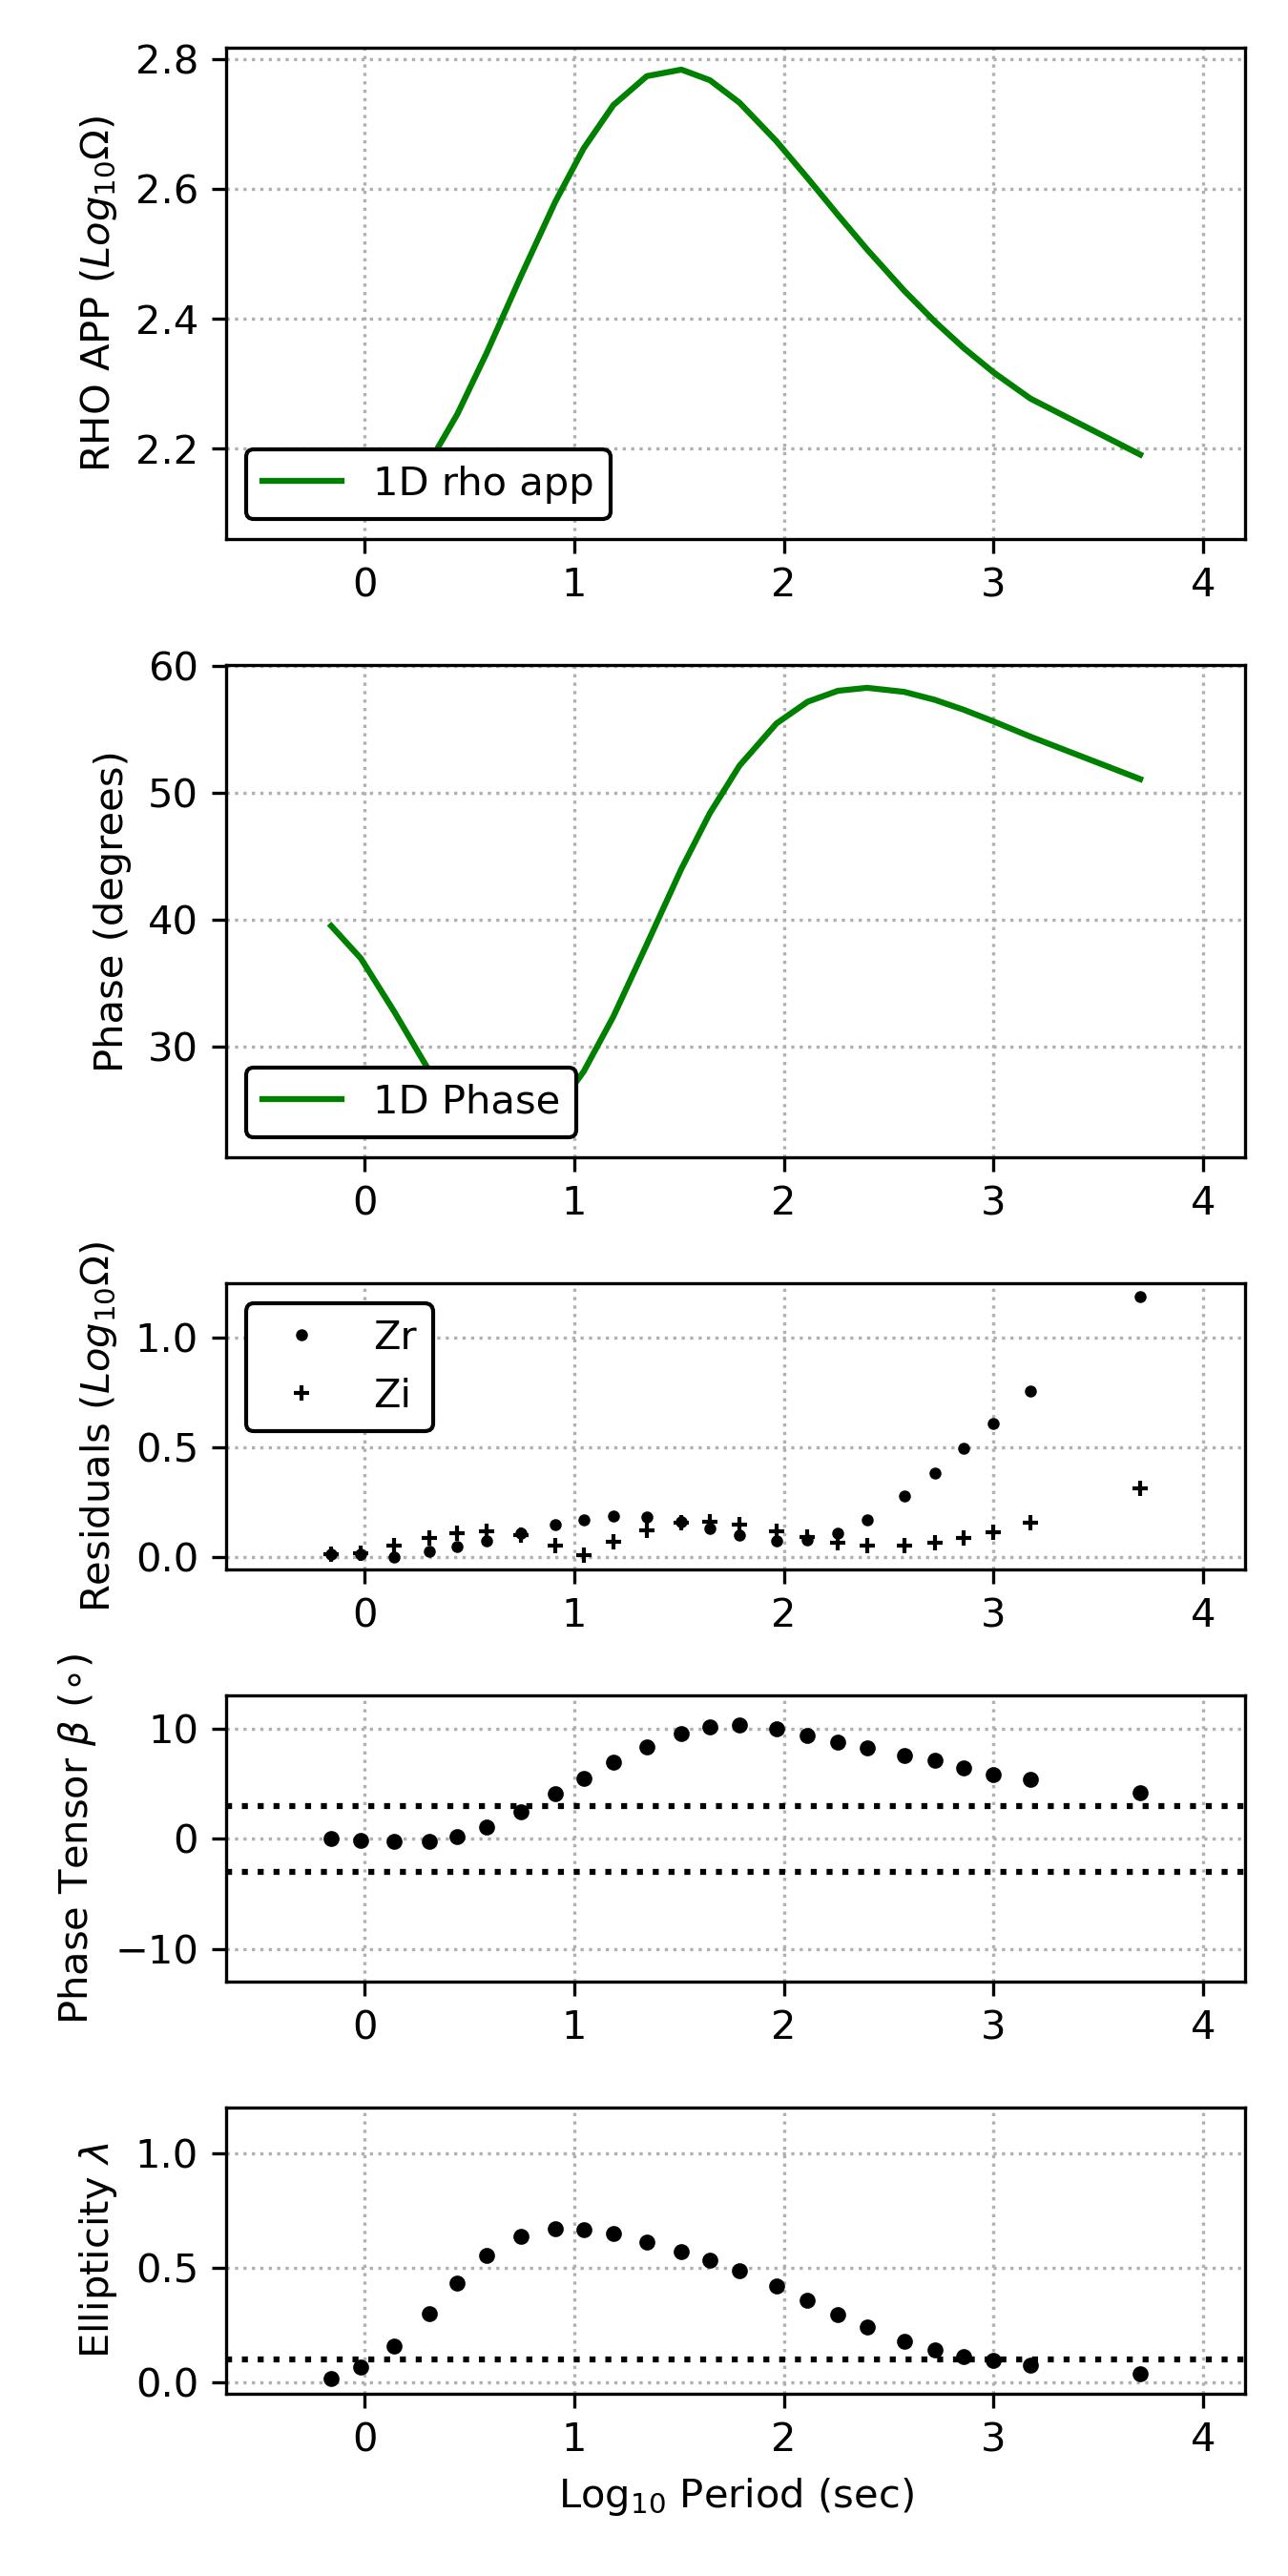 RHO APP (Log₁₀Ω)
2.8
2.6
2.4
2.2
1D rho app
0 1 2 3 4
Phase (degrees)
60
50
40
30
1D Phase
0 1 2 3 4
Residuals (Log₁₀Ω)
1.0
0.5
0.0
Zr
Zi
0 1 2 3 4
Phase Tensor β (∘)
10
0
−10
0 1 2 3 4
Ellipticity λ
1.0
0.5
0.0
0 1 2 3 4
Log₁₀ Period (sec)